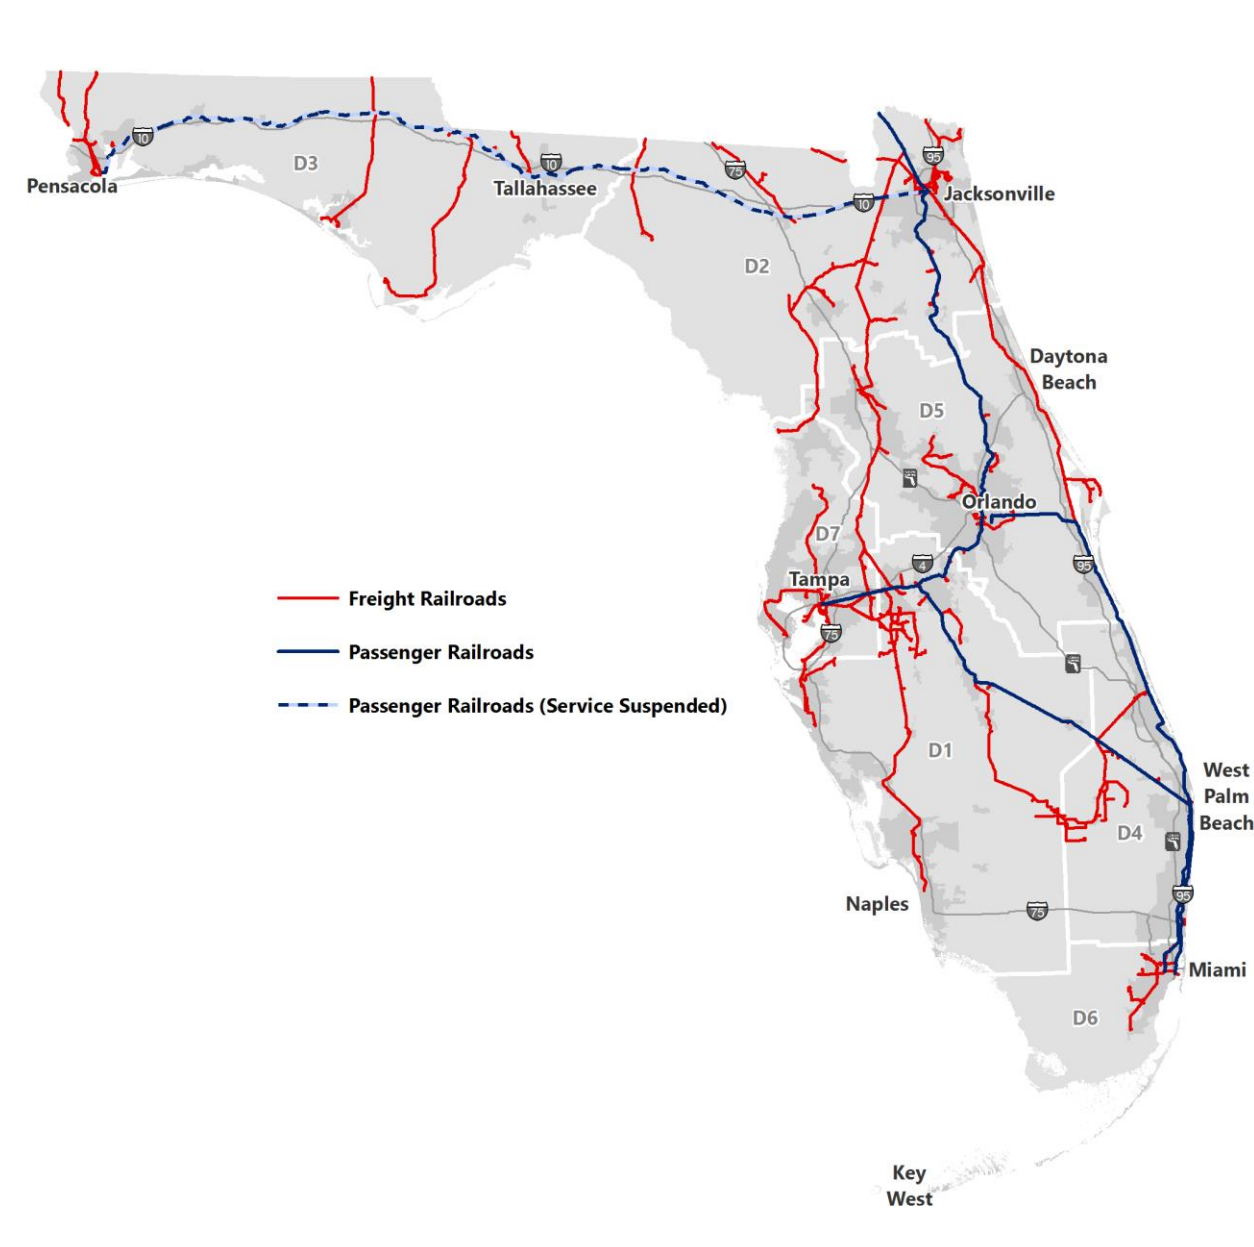 10
D3
Pensacola
10
Tallahassee
75
95
10
Jacksonville
D2
Daytona
Beach
D5
Orlando
D7
4
95
Tampa
75
Freight Railroads
Passenger Railroads
Passenger Railroads (Service Suspended)
D1
West
Palm
Beach
D4
95
Naples
75
Miami
D6
Key
West